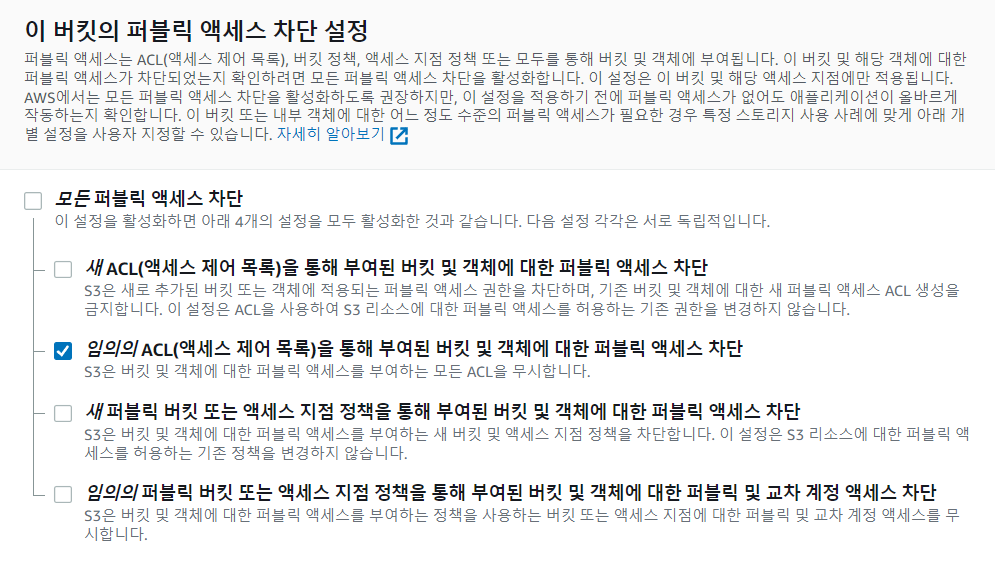 이 버킷의 퍼블릭 액세스 차단 설정
퍼블릭 액세스는 ACL(액세스 제어 목록), 버킷 정책, 액세스 지점 정책 또는 모두를 통해 버킷 및 객체에 부여됩니다. 이 버킷 및 해당 객체에 대한
퍼블릭 액세스가 차단되었는지 확인하려면 모든 퍼블릭 액세스 차단을 활성화합니다. 이 설정은 이 버킷 및 해당 액세스 지점에만 적용됩니다.
AWS에서는 모든 퍼블릭 액세스 차단을 활성화하도록 권장하지만, 이 설정을 적용하기 전에 퍼블릭 액세스가 없어도 애플리케이션이 올바르게
작동하는지 확인합니다. 이 버킷 또는 내부 객체에 대한 어느 정도 수준의 퍼블릭 액세스가 필요한 경우 특정 스토리지 사용 사례에 맞게 아래 개
별 설정을 사용자 지정할 수 있습니다. 자세히 알아보기
모든 퍼블릭 액세스 차단
이 설정을 활성화하면 아래 4개의 설정을 모두 활성화한 것과 같습니다. 다음 설정 각각은 서로 독립적입니다.
새 ACL(액세스 제어 목록)을 통해 부여된 버킷 및 객체에 대한 퍼블릭 액세스 차단
S3은 새로 추가된 버킷 또는 객체에 적용되는 퍼블릭 액세스 권한을 차단하며, 기존 버킷 및 객체에 대한 새 퍼블릭 액세스 ACL 생성을
금지합니다. 이 설정은 ACL을 사용하여 S3 리소스에 대한 퍼블릭 액세스를 허용하는 기존 권한을 변경하지 않습니다.
임의의 ACL(액세스 제어 목록)을 통해 부여된 버킷 및 객체에 대한 퍼블릭 액세스 차단
S3은 버킷 및 객체에 대한 퍼블릭 액세스를 부여하는 모든 ACL을 무시합니다.
새 퍼블릭 버킷 또는 액세스 지점 정책을 통해 부여된 버킷 및 객체에 대한 퍼블릭 액세스 차단
S3은 버킷 및 객체에 대한 퍼블릭 액세스를 부여하는 새 버킷 및 액세스 지점 정책을 차단합니다. 이 설정은 S3 리소스에 대한 퍼블릭 액
세스를 허용하는 기존 정책을 변경하지 않습니다.
임의의 퍼블릭 버킷 또는 액세스 지점 정책을 통해 부여된 버킷 및 객체에 대한 퍼블릭 및 교차 계정 액세스 차단
S3은 버킷 및 객체에 대한 퍼블릭 액세스를 부여하는 정책을 사용하는 버킷 또는 액세스 지점에 대한 퍼블릭 및 교차 계정 액세스를 무
시합니다.